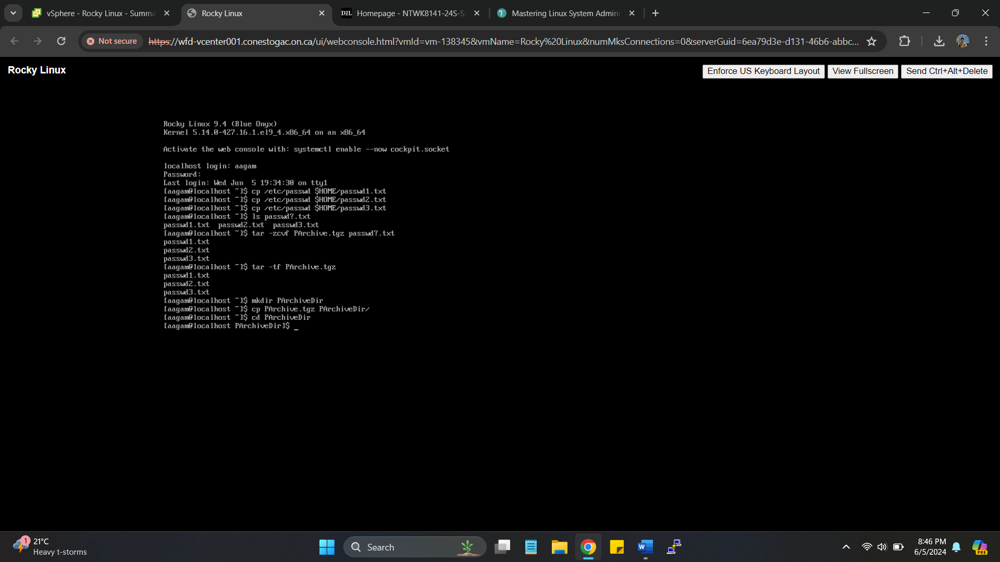 vSphere - Rocky Linux - Summa
Rocky Linux
D2L Homepage - NTWK8141-24S-S
T Mastering Linux System Admini
Not secure https://wfd-vcenter001.conestogac.on.ca/ui/webconsole.html?vmId=vm-138345&vmName=Rocky%20Linux&numMksConnections=0&serverGuid=6ea79d3e-d131-46b6-abbc...
Rocky Linux
Enforce US Keyboard Layout View Fullscreen Send Ctrl+Alt+Delete
Rocky Linux 9.4 (Blue Onyx)
Kernel 5.14.0-427.16.1.el9_4.x86_64 on an x86_64
Activate the web console with: systemctl enable --now cockpit.socket
localhost login: aagam
Password:
Last login: Wed Jun  5 19:34:30 on tty1
[aagam@localhost ~]$ cp /etc/passwd $HOME/passwd1.txt
[aagam@localhost ~]$ cp /etc/passwd $HOME/passwd2.txt
[aagam@localhost ~]$ cp /etc/passwd $HOME/passwd3.txt
[aagam@localhost ~]$ ls passwd?.txt
passwd1.txt  passwd2.txt  passwd3.txt
[aagam@localhost ~]$ tar -zcvf PArchive.tgz passwd?.txt
passwd1.txt
passwd2.txt
passwd3.txt
[aagam@localhost ~]$ tar -tf PArchive.tgz
passwd1.txt
passwd2.txt
passwd3.txt
[aagam@localhost ~]$ mkdir PArchiveDir
[aagam@localhost ~]$ cp PArchive.tgz PArchiveDir/
[aagam@localhost ~]$ cd PArchiveDir
[aagam@localhost PArchiveDir]$ _
1
21°C
Heavy t-storms
Search
W
8:46 PM
6/5/2024
PRE